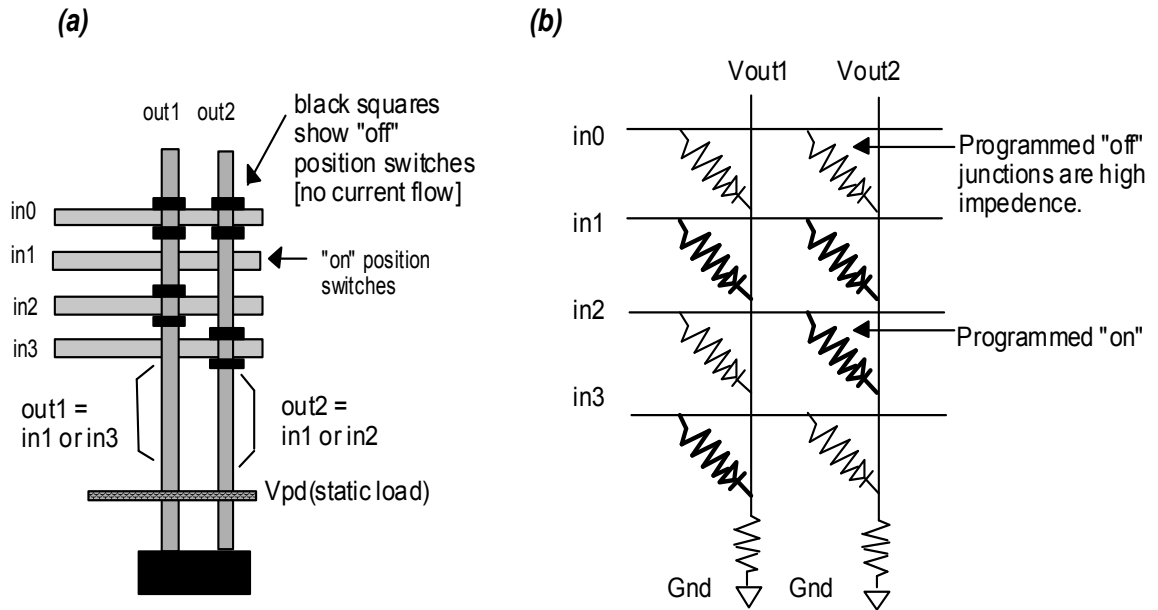 (a)
out1 out2
black squares
show "off"
position switches
[no current flow]
in0
in1
in2
in3
"on" position
switches
out1 =
in1 or in3
out2 =
in1 or in2
Vpd(static load)
(b)
Vout1 Vout2
in0
in1
in2
in3
Programmed "off"
junctions are high
impedence.
Programmed "on"
Gnd Gnd